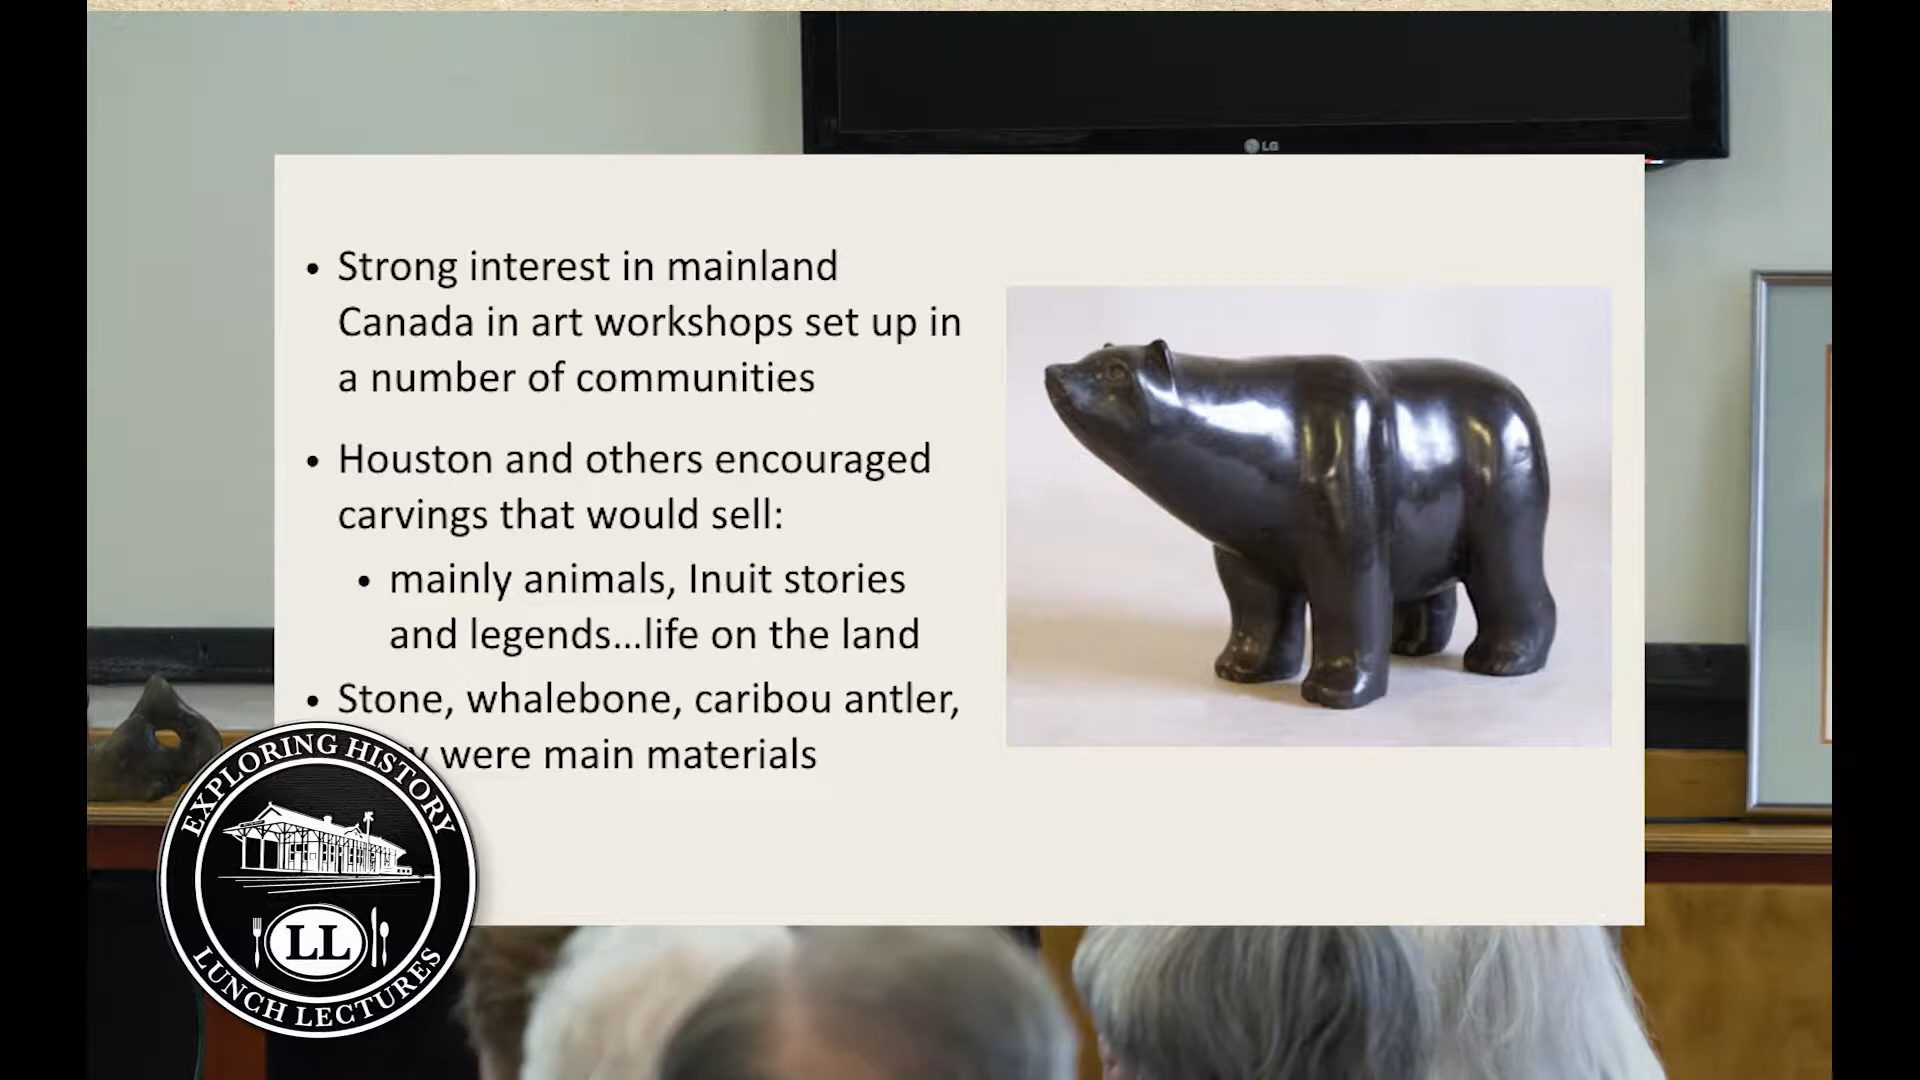 LG
• Strong interest in mainland
Canada in art workshops set up in
a number of communities
• Houston and others encouraged
carvings that would sell:
• mainly animals, Inuit stories
and legends...life on the land
• Stone, whalebone, caribou antler,
were main materials
EXPLORING HISTORY
LL
LUNCH LECTURES